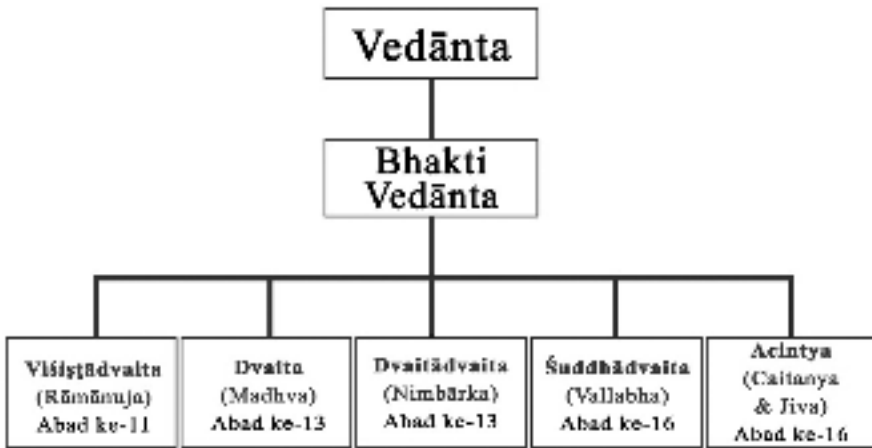 Vedānta
Bhakti
Vedānta
Viśiṣṭādvaita
(Rāmānuja)
Abad ke-11
Dvaita
(Madhva)
Abad ke-13
Dvaitādvaita
(Nimbārka)
Abad ke-13
Śuddhādvaita
(Vallabha)
Abad ke-16
Acintya
(Caitanya
& Jiva)
Abad ke-16